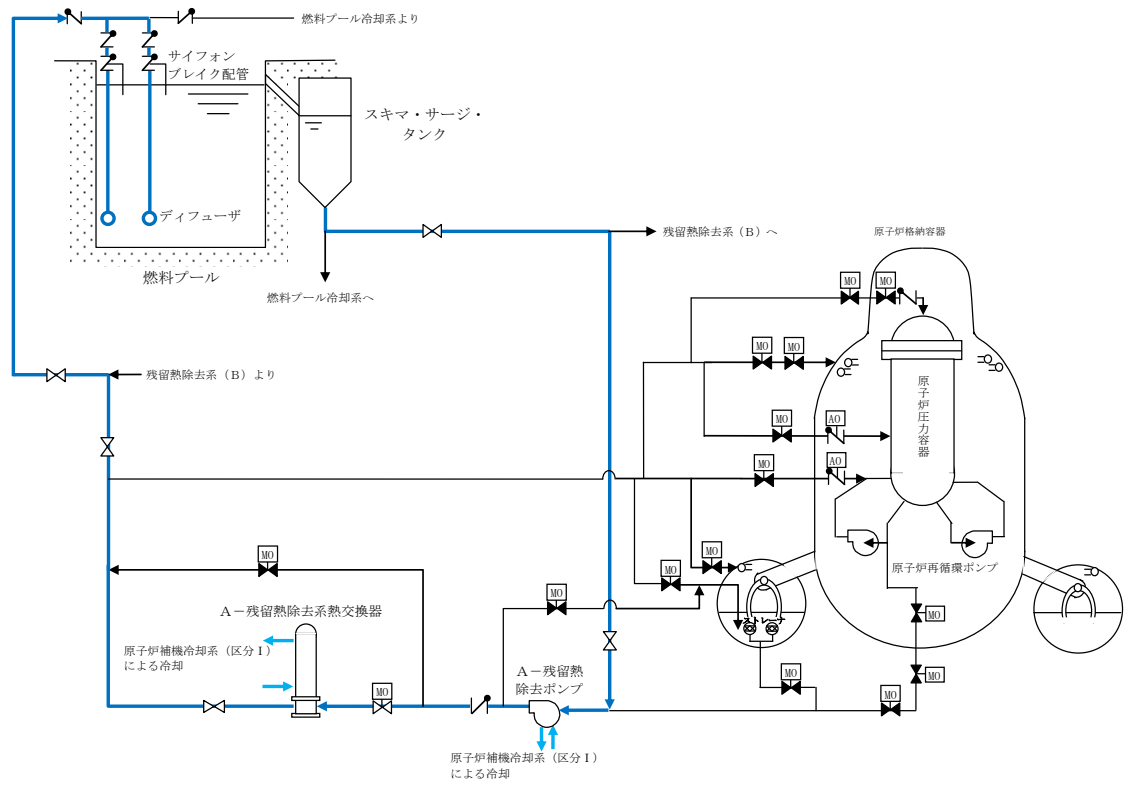 燃料プール冷却系より
サイフォン
ブレイク配管
スキマ・サージ・
タンク
ディフューザ
燃料プール
残留熱除去系(B)へ
燃料プール冷却系へ
原子炉格納容器
MO
MO
MO
MO
残留熱除去系(B)より
原子炉圧力容器
MO
AO
MO
AO
MO
MO
MO
原子炉再循環ポンプ
MO
A-残留熱除去系熱交換器
MO
ストレーナ
原子炉補機冷却系(区分Ⅰ)
による冷却
A-残留熱
除去ポンプ
MO
MO
MO
MO
原子炉補機冷却系(区分Ⅰ)
による冷却